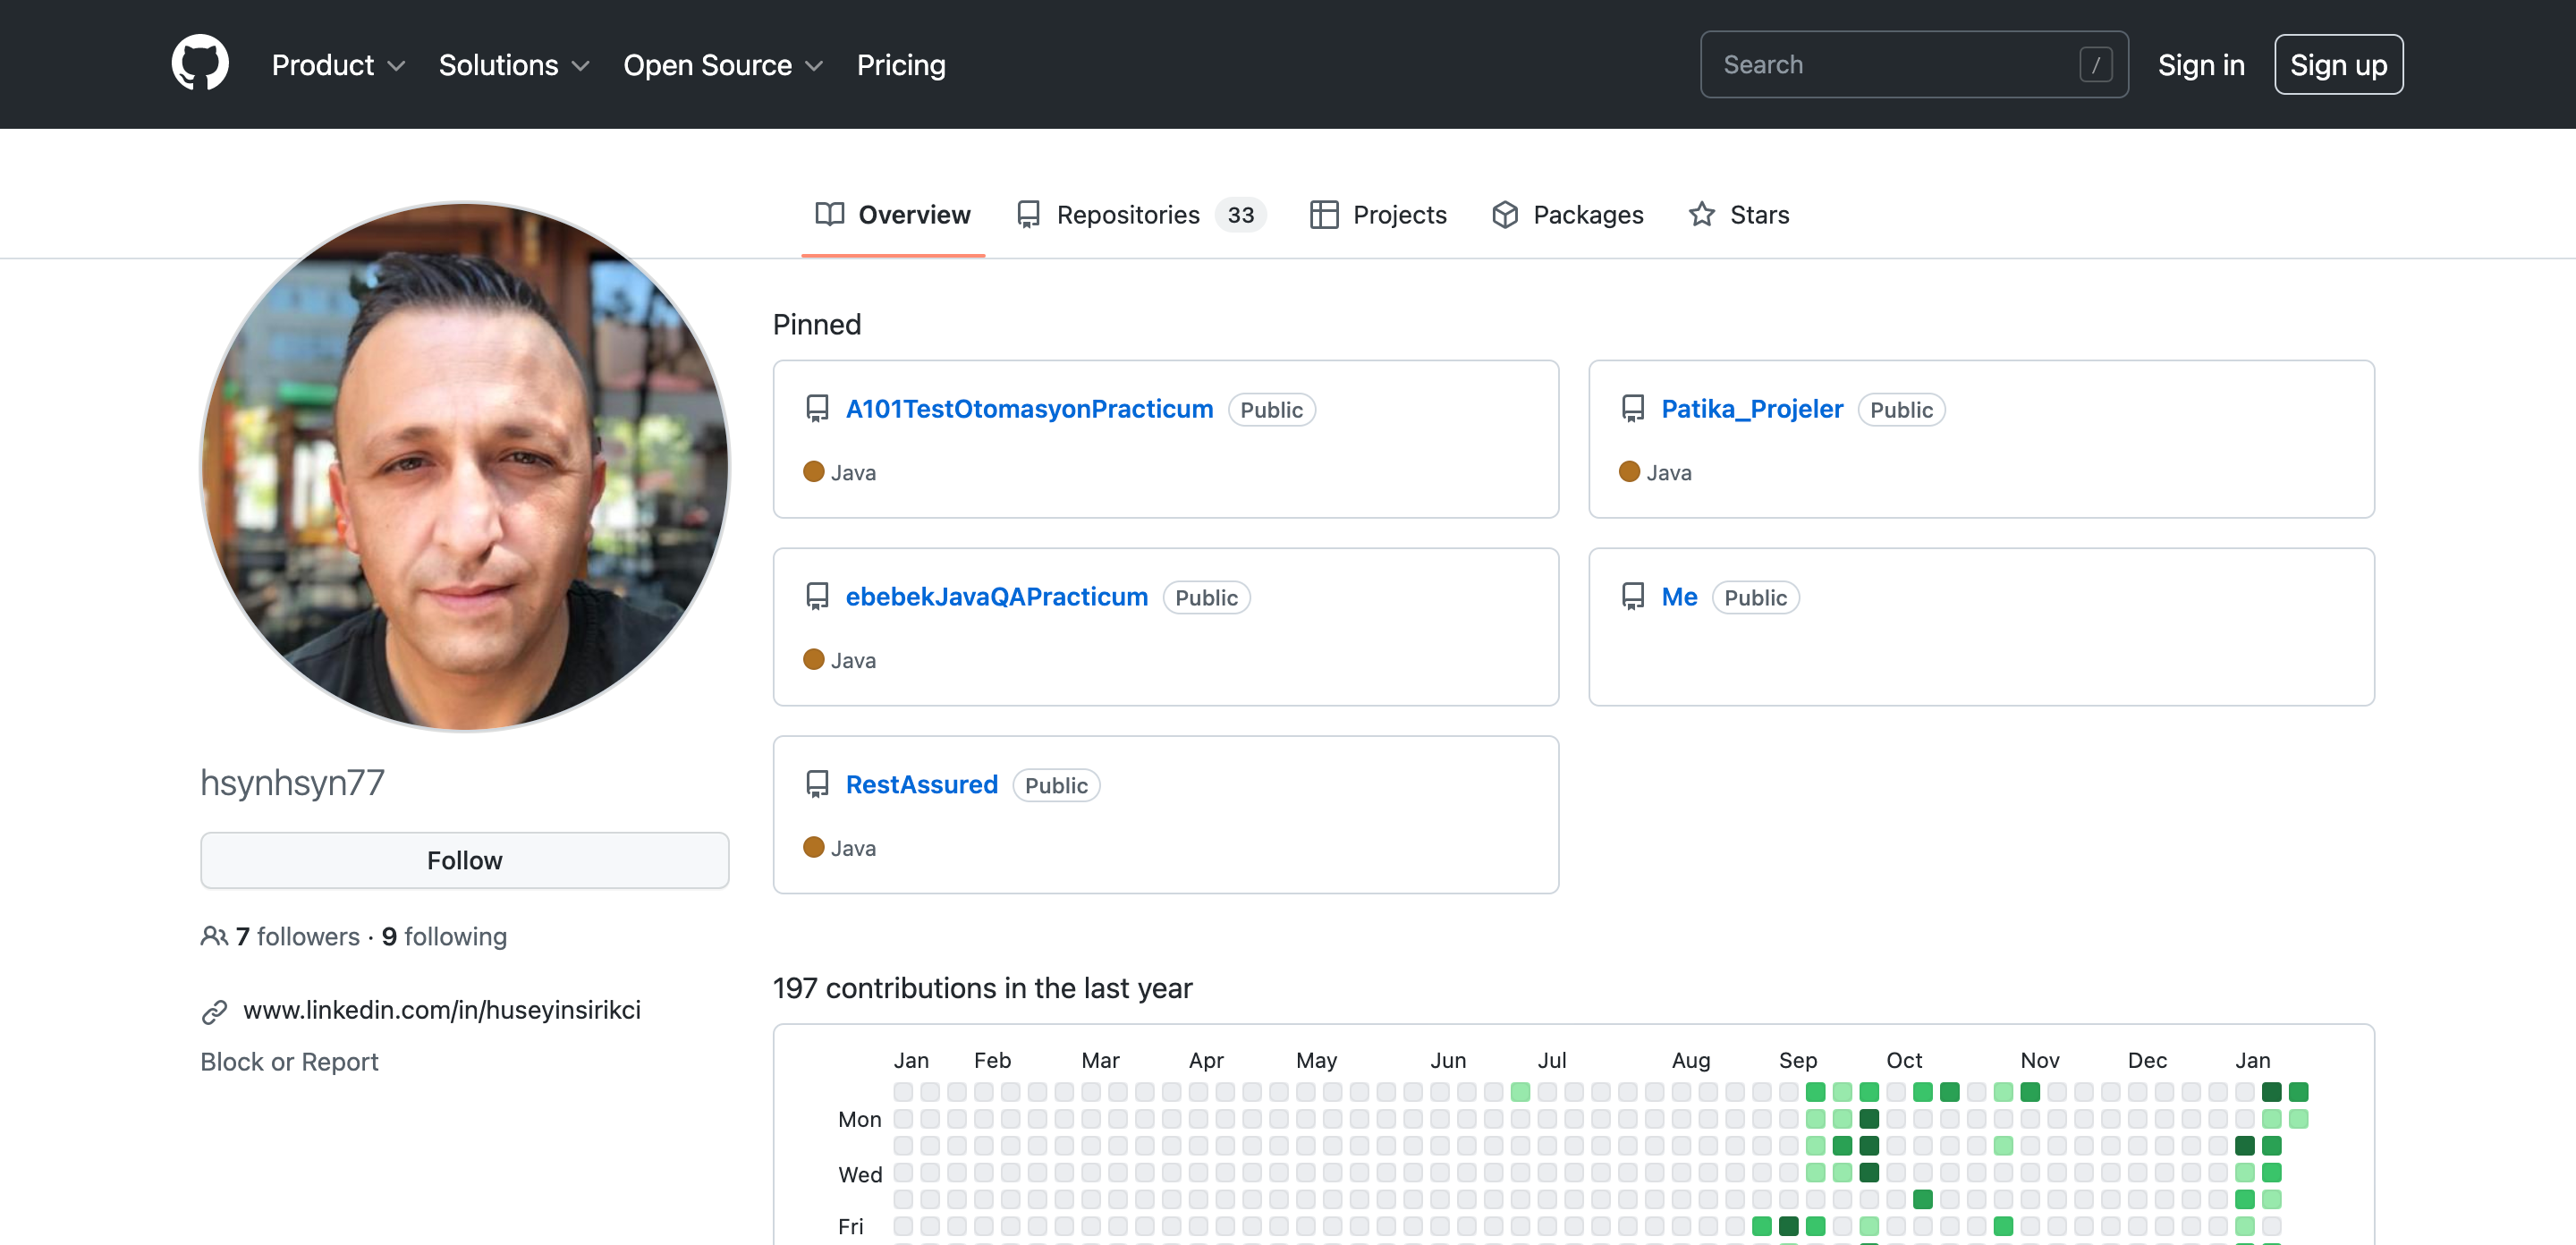 Product Solutions Open Source Pricing Search / Sign in Sign up
Overview Repositories 33 Projects Packages Stars
hsynhsyn77
Follow
7 followers · 9 following
www.linkedin.com/in/huseyinsirikci
Block or Report
Pinned
A101TestOtomasyonPracticum Public
Java
Patika_Projeler Public
Java
ebebekJavaQAPracticum Public
Java
Me Public
RestAssured Public
Java
197 contributions in the last year
Jan Feb Mar Apr May Jun Jul Aug Sep Oct Nov Dec Jan
Mon
Wed
Fri